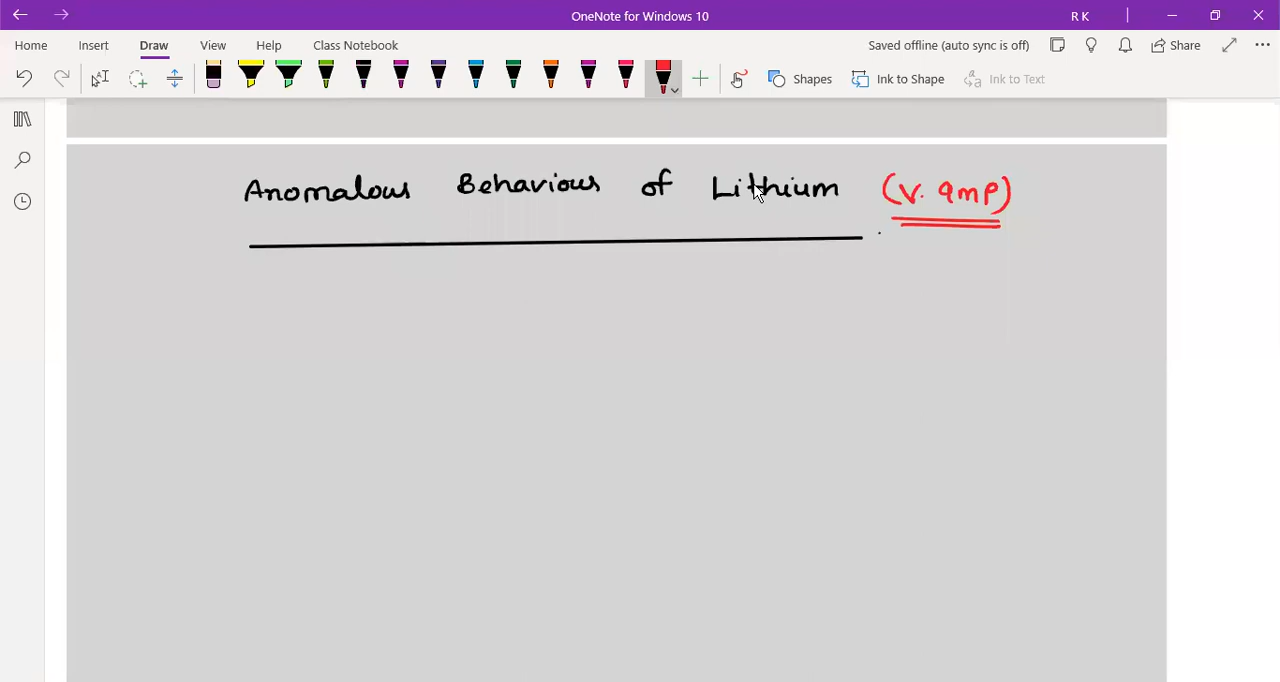 OneNote for Windows 10
R K
Home Insert Draw View Help Class Notebook
Saved offline (auto sync is off) Share
Shapes Ink to Shape Ink to Text
Anomalous Behavious of Lithium (V. Imp)